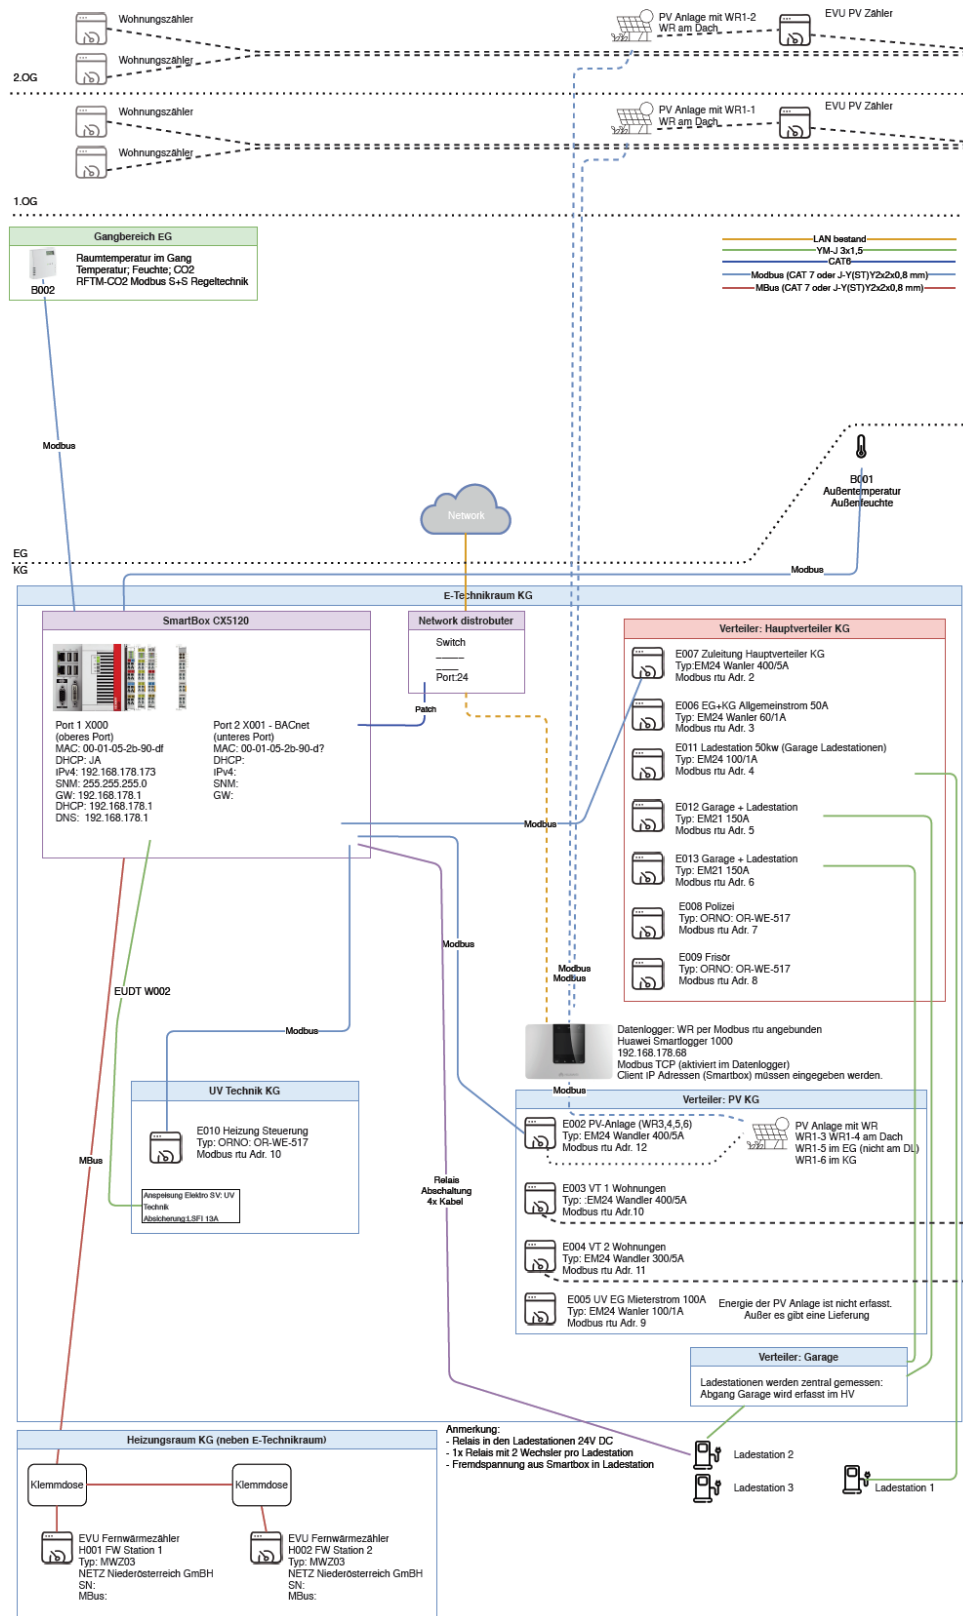 Wohnungszähler
PV Anlage mit WR1-2
WR am Dach
EVU PV Zähler
Wohnungszähler
2.OG
Wohnungszähler
PV Anlage mit WR1-1
WR am Dach
EVU PV Zähler
Wohnungszähler
1.OG
Gangbereich EG
Raumtemperatur im Gang
Temperatur; Feuchte; CO2
RFTM-CO2 Modbus S+S Regeltechnik
B002
LAN bestand
YM-J 3x1,5
CAT6
Modbus (CAT 7 oder J-Y(ST)Y2x2x0,8 mm)
MBus (CAT 7 oder J-Y(ST)Y2x2x0,8 mm)
Modbus
B001
Außentemperatur
Außenfeuchte
Network
EG
KG
Modbus
E-Technikraum KG
SmartBox CX5120
Port 1 X000
(oberes Port)
MAC: 00-01-05-2b-90-df
DHCP: JA
IPv4: 192.168.178.173
SNM: 255.255.255.0
GW: 192.168.178.1
DHCP: 192.168.178.1
DNS: 192.168.178.1
Port 2 X001 - BACnet
(unteres Port)
MAC: 00-01-05-2b-90-d?
DHCP:
IPv4:
SNM:
GW:
Network distrobuter
Switch
Port:24
Patch
Modbus
Verteiler: Hauptverteiler KG
E007 Zuleitung Hauptverteiler KG
Typ:EM24 Wanler 400/5A
Modbus rtu Adr. 2
E006 EG+KG Allgemeinstrom 50A
Typ: EM24 Wanler 60/1A
Modbus rtu Adr. 3
E011 Ladestation 50kw (Garage Ladestationen)
Typ: EM24 100/1A
Modbus rtu Adr. 4
E012 Garage + Ladestation
Typ: EM21 150A
Modbus rtu Adr. 5
E013 Garage + Ladestation
Typ: EM21 150A
Modbus rtu Adr. 6
E008 Polizei
Typ: ORNO: OR-WE-517
Modbus rtu Adr. 7
E009 Frisör
Typ: ORNO: OR-WE-517
Modbus rtu Adr. 8
Modbus
Modbus
Modbus
EUDT W002
Modbus
Datenlogger: WR per Modbus rtu angebunden
Huawei Smartlogger 1000
192.168.178.68
Modbus TCP (aktiviert im Datenlogger)
Client IP Adressen (Smartbox) müssen eingegeben werden.
Modbus
UV Technik KG
E010 Heizung Steuerung
Typ: ORNO: OR-WE-517
Modbus rtu Adr. 10
Anspeisung Elektro SV: UV
Technik
Absicherung:LSFI 13A
MBus
Relais
Abschaltung
4x Kabel
Verteiler: PV KG
E002 PV-Anlage (WR3,4,5,6)
Typ: EM24 Wandler 400/5A
Modbus rtu Adr. 12
PV Anlage mit WR
WR1-3 WR1-4 am Dach
WR1-5 im EG (nicht am DL)
WR1-6 im KG
E003 VT 1 Wohnungen
Typ: :EM24 Wandler 400/5A
Modbus rtu Adr.10
E004 VT 2 Wohnungen
Typ: EM24 Wandler 300/5A
Modbus rtu Adr. 11
E005 UV EG Mieterstrom 100A
Typ: EM24 Wanler 100/1A
Modbus rtu Adr. 9
Energie der PV Anlage ist nicht erfasst.
Außer es gibt eine Lieferung
Verteiler: Garage
Ladestationen werden zentral gemessen:
Abgang Garage wird erfasst im HV
Anmerkung:
- Relais in den Ladestationen 24V DC
- 1x Relais mit 2 Wechsler pro Ladestation
- Fremdspannung aus Smartbox in Ladestation
Ladestation 2
Ladestation 3
Ladestation 1
Heizungsraum KG (neben E-Technikraum)
Klemmdose
Klemmdose
EVU Fernwärmezähler
H001 FW Station 1
Typ: MWZ03
NETZ Niederösterreich GmBH
SN:
MBus:
EVU Fernwärmezähler
H002 FW Station 2
Typ: MWZ03
NETZ Niederösterreich GmBH
SN:
MBus: